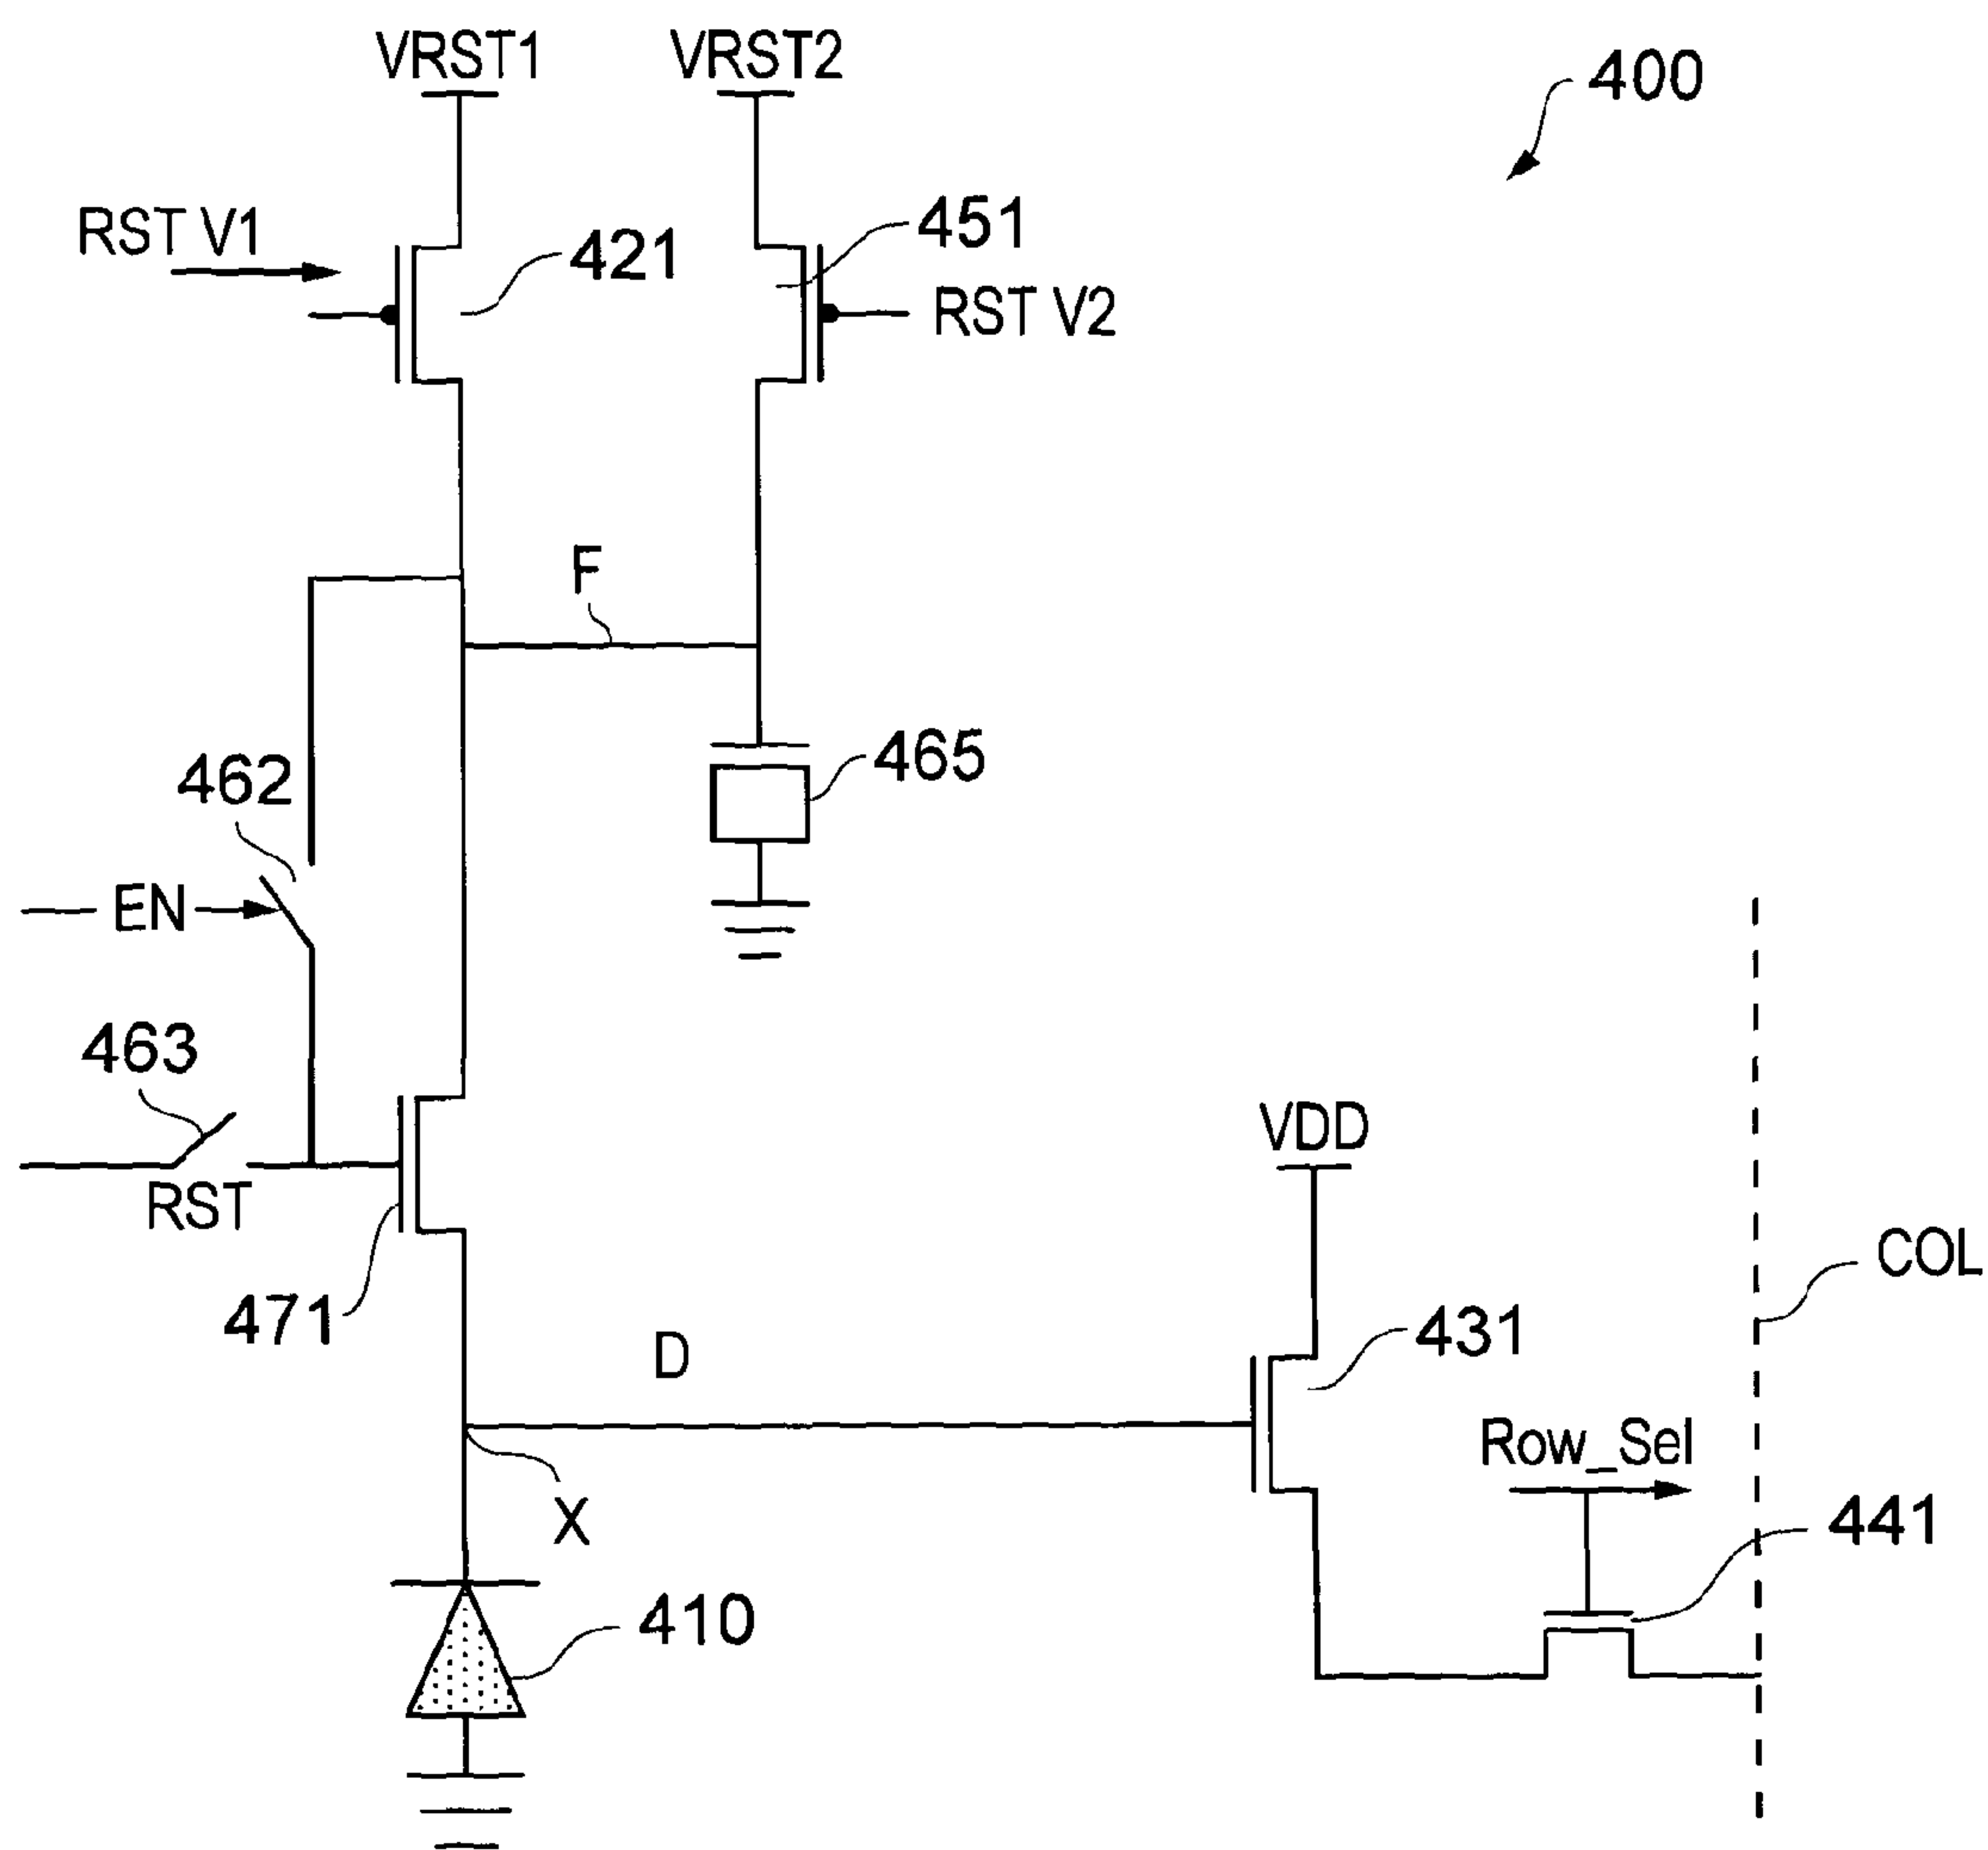 VRST1
VRST2
400
RST V1
421
451
RST V2
F
462
465
EN
463
RST
471
VDD
COL
D
431
Row_Sel
X
441
410